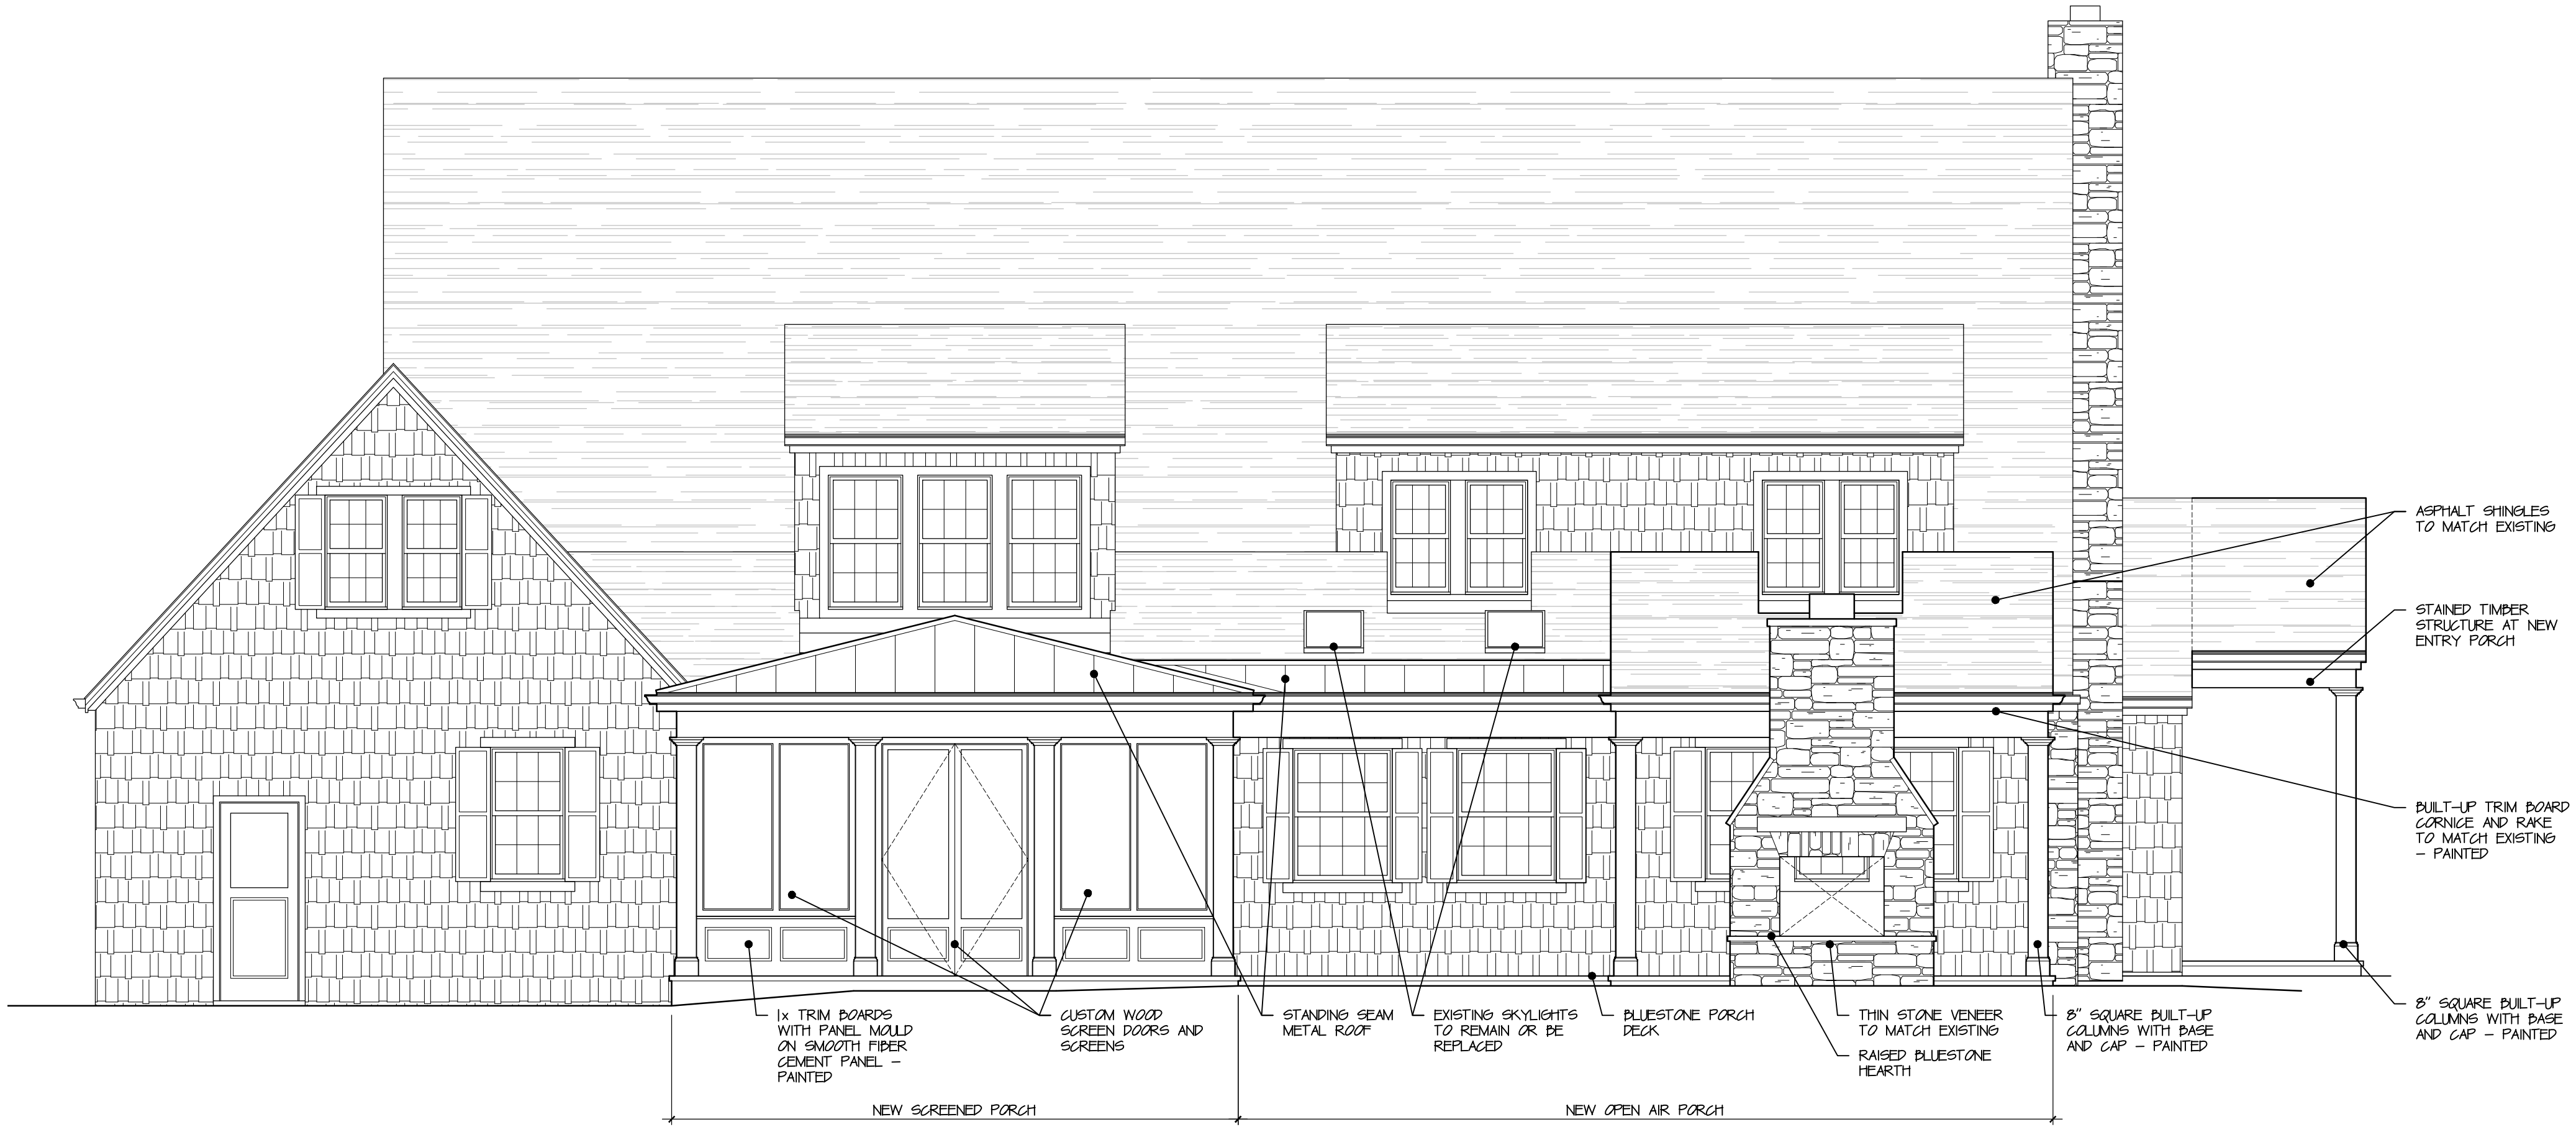 ASPHALT SHINGLES
TO MATCH EXISTING
STAINED TIMBER
STRUCTURE AT NEW
ENTRY PORCH
BUILT-UP TRIM BOARD
CORNICE AND RAKE
TO MATCH EXISTING
- PAINTED
8" SQUARE BUILT-UP
COLUMNS WITH BASE
AND CAP - PAINTED
1x TRIM BOARDS
WITH PANEL MOULD
ON SMOOTH FIBER
CEMENT PANEL -
PAINTED
CUSTOM WOOD
SCREEN DOORS AND
SCREENS
STANDING SEAM
METAL ROOF
EXISTING SKYLIGHTS
TO REMAIN OR BE
REPLACED
BLUESTONE PORCH
DECK
THIN STONE VENEER
TO MATCH EXISTING
RAISED BLUESTONE
HEARTH
8" SQUARE BUILT-UP
COLUMNS WITH BASE
AND CAP - PAINTED
NEW SCREENED PORCH
NEW OPEN AIR PORCH